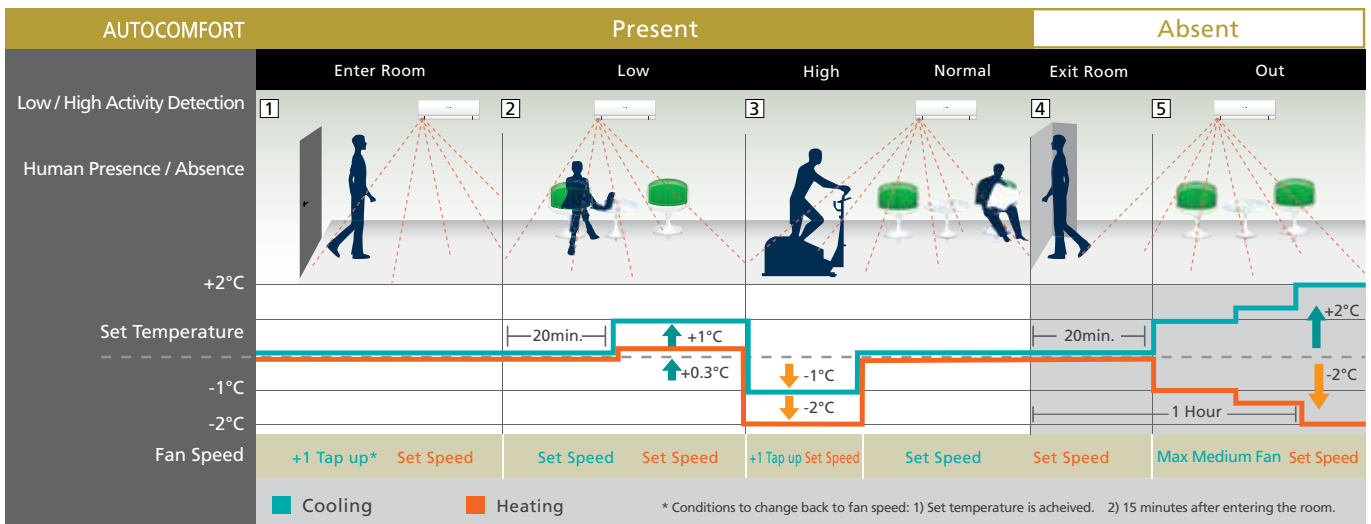 AUTOCOMFORT Present Absent
Enter Room Low High Normal Exit Room Out
Low / High Activity Detection
1 2 3 4 5
Human Presence / Absence
+2°C
+2°C
Set Temperature
20min. +1°C 20min.
+0.3°C -1°C -2°C
-1°C
-2°C 1 Hour
-2°C
Fan Speed +1 Tap up* Set Speed Set Speed Set Speed +1 Tap up Set Speed Set Speed Set Speed Max Medium Fan Set Speed
Cooling Heating * Conditions to change back to fan speed: 1) Set temperature is acheived. 2) 15 minutes after entering the room.